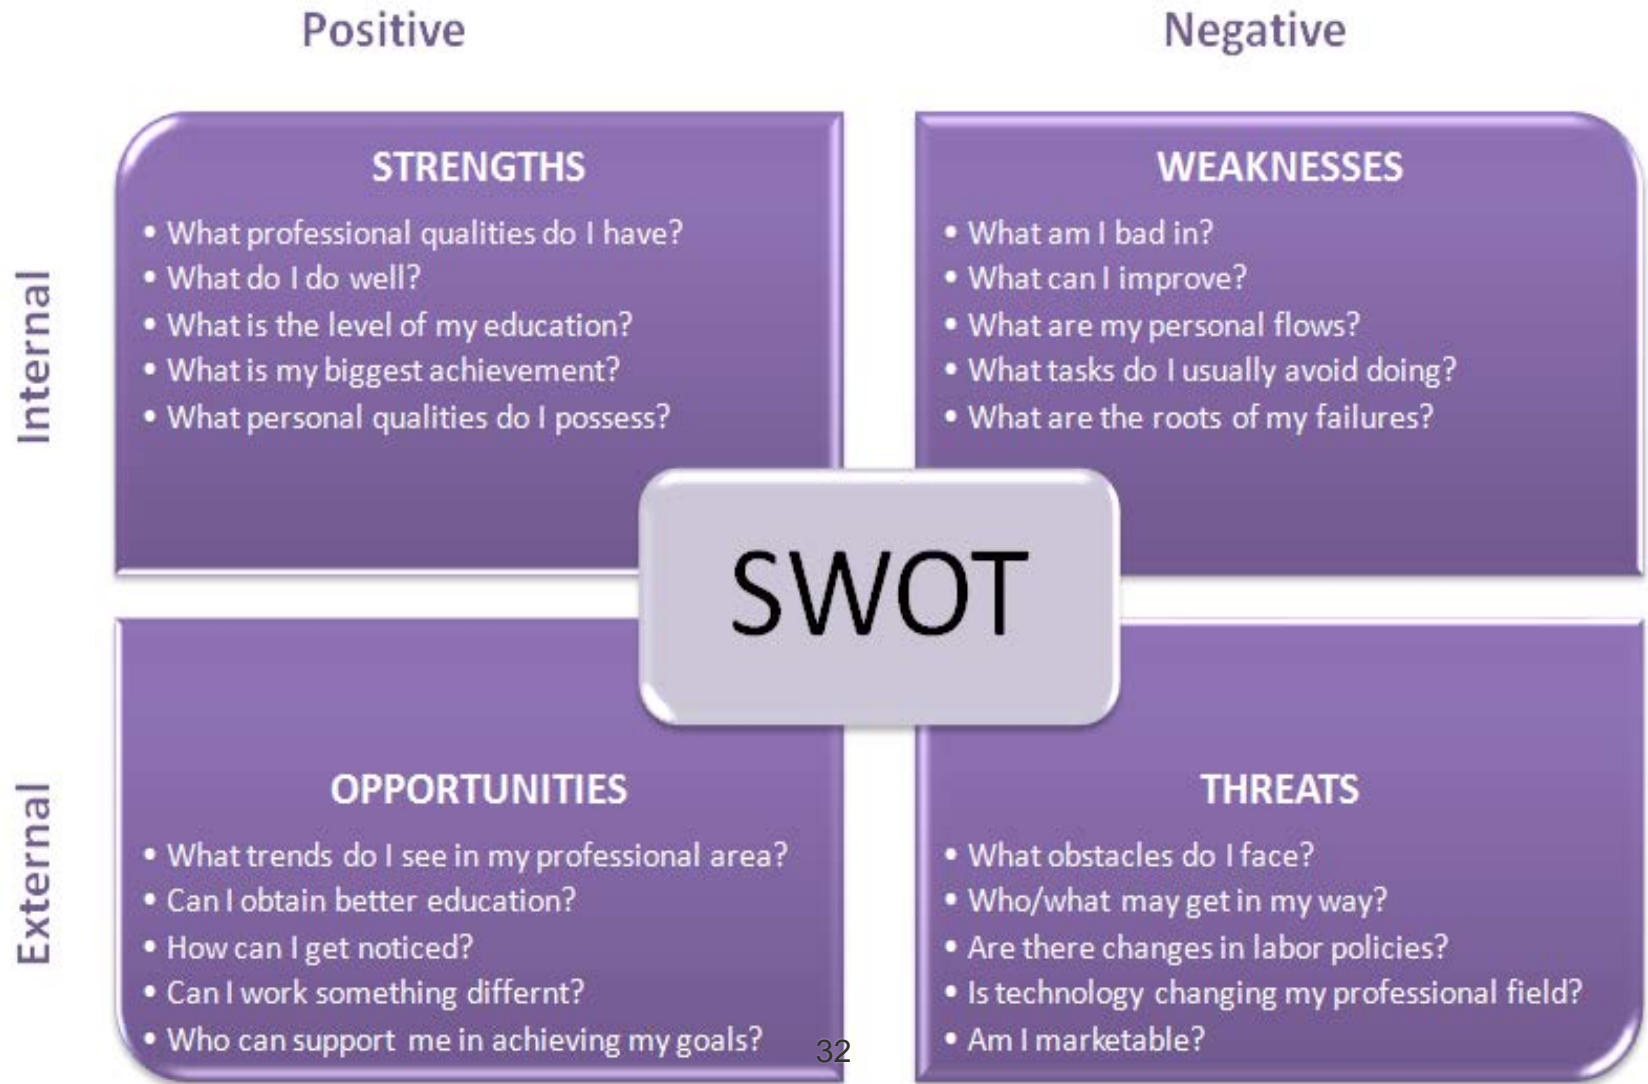 Positive
Negative
Internal
STRENGTHS
• What professional qualities do I have?
• What do I do well?
• What is the level of my education?
• What is my biggest achievement?
• What personal qualities do I possess?
WEAKNESSES
• What am I bad in?
• What can I improve?
• What are my personal flows?
• What tasks do I usually avoid doing?
• What are the roots of my failures?
SWOT
External
OPPORTUNITIES
• What trends do I see in my professional area?
• Can I obtain better education?
• How can I get noticed?
• Can I work something differnt?
• Who can support me in achieving my goals?
THREATS
• What obstacles do I face?
• Who/what may get in my way?
• Are there changes in labor policies?
• Is technology changing my professional field?
• Am I marketable?
32